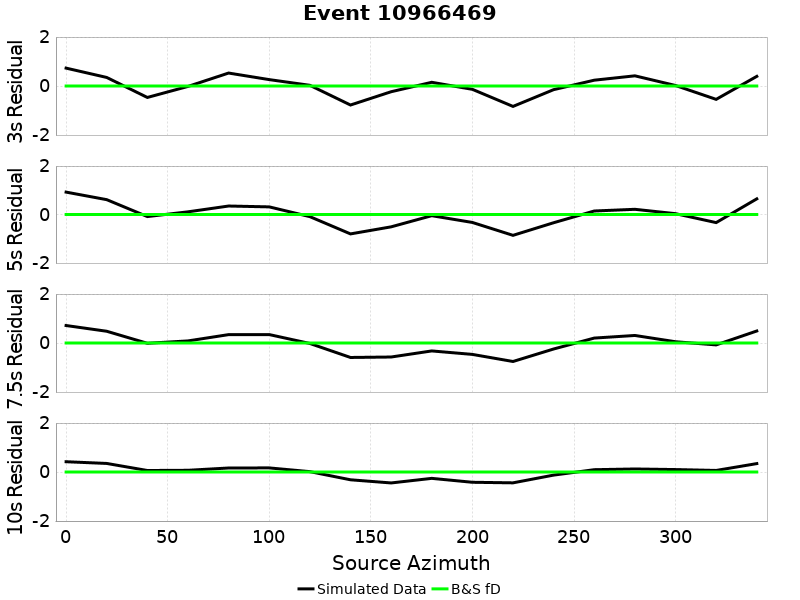 Event 10966469
3s Residual
2
0
-2
5s Residual
2
0
-2
7.5s Residual
2
0
-2
10s Residual
2
0
-2
0 50 100 150 200 250 300
Source Azimuth
Simulated Data B&S fD